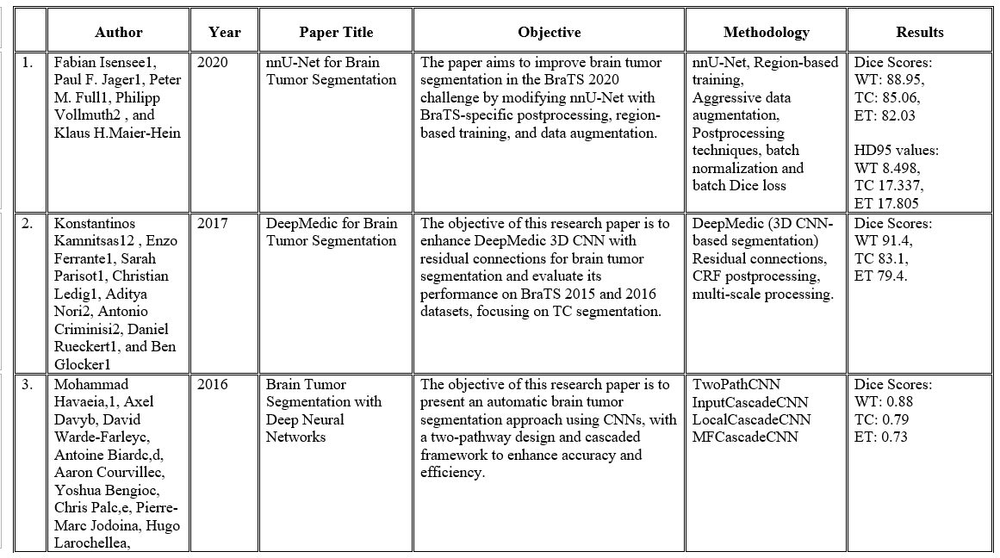 Author Year Paper Title Objective Methodology Results
1. Fabian Isensee1,
Paul F. Jager1, Peter
M. Full1, Philipp
Vollmuth2 , and
Klaus H.Maier-Hein
2020
nnU-Net for Brain
Tumor Segmentation
The paper aims to improve brain tumor
segmentation in the BraTS 2020
challenge by modifying nnU-Net with
BraTS-specific postprocessing, region-
based training, and data augmentation.
nnU-Net, Region-based
training,
Aggressive data
augmentation,
Postprocessing
techniques, batch
normalization and
batch Dice loss
Dice Scores:
WT: 88.95,
TC: 85.06,
ET: 82.03
HD95 values:
WT 8.498,
TC 17.337,
ET 17.805
2. Konstantinos
Kamnitsas12 , Enzo
Ferrante1, Sarah
Parisot1, Christian
Ledig1, Aditya
Nori2, Antonio
Criminisi2, Daniel
Rueckert1, and Ben
Glocker1
2017
DeepMedic for Brain
Tumor Segmentation
The objective of this research paper is to
enhance DeepMedic 3D CNN with
residual connections for brain tumor
segmentation and evaluate its
performance on BraTS 2015 and 2016
datasets, focusing on TC segmentation.
DeepMedic (3D CNN-
based segmentation)
Residual connections,
CRF postprocessing,
multi-scale processing.
Dice Scores:
WT 91.4,
TC 83.1,
ET 79.4.
3. Mohammad
Havaeia,1, Axel
Davyb, David
Warde-Farleyc,
Antoine Biardc,d,
Aaron Courvillec,
Yoshua Bengioc,
Chris Palc,e, Pierre-
Marc Jodoina, Hugo
Larochellea,
2016
Brain Tumor
Segmentation with
Deep Neural
Networks
The objective of this research paper is to
present an automatic brain tumor
segmentation approach using CNNs, with
a two-pathway design and cascaded
framework to enhance accuracy and
efficiency.
TwoPathCNN
InputCascadeCNN
LocalCascadeCNN
MFCascadeCNN
Dice Scores:
WT: 0.88
TC: 0.79
ET: 0.73